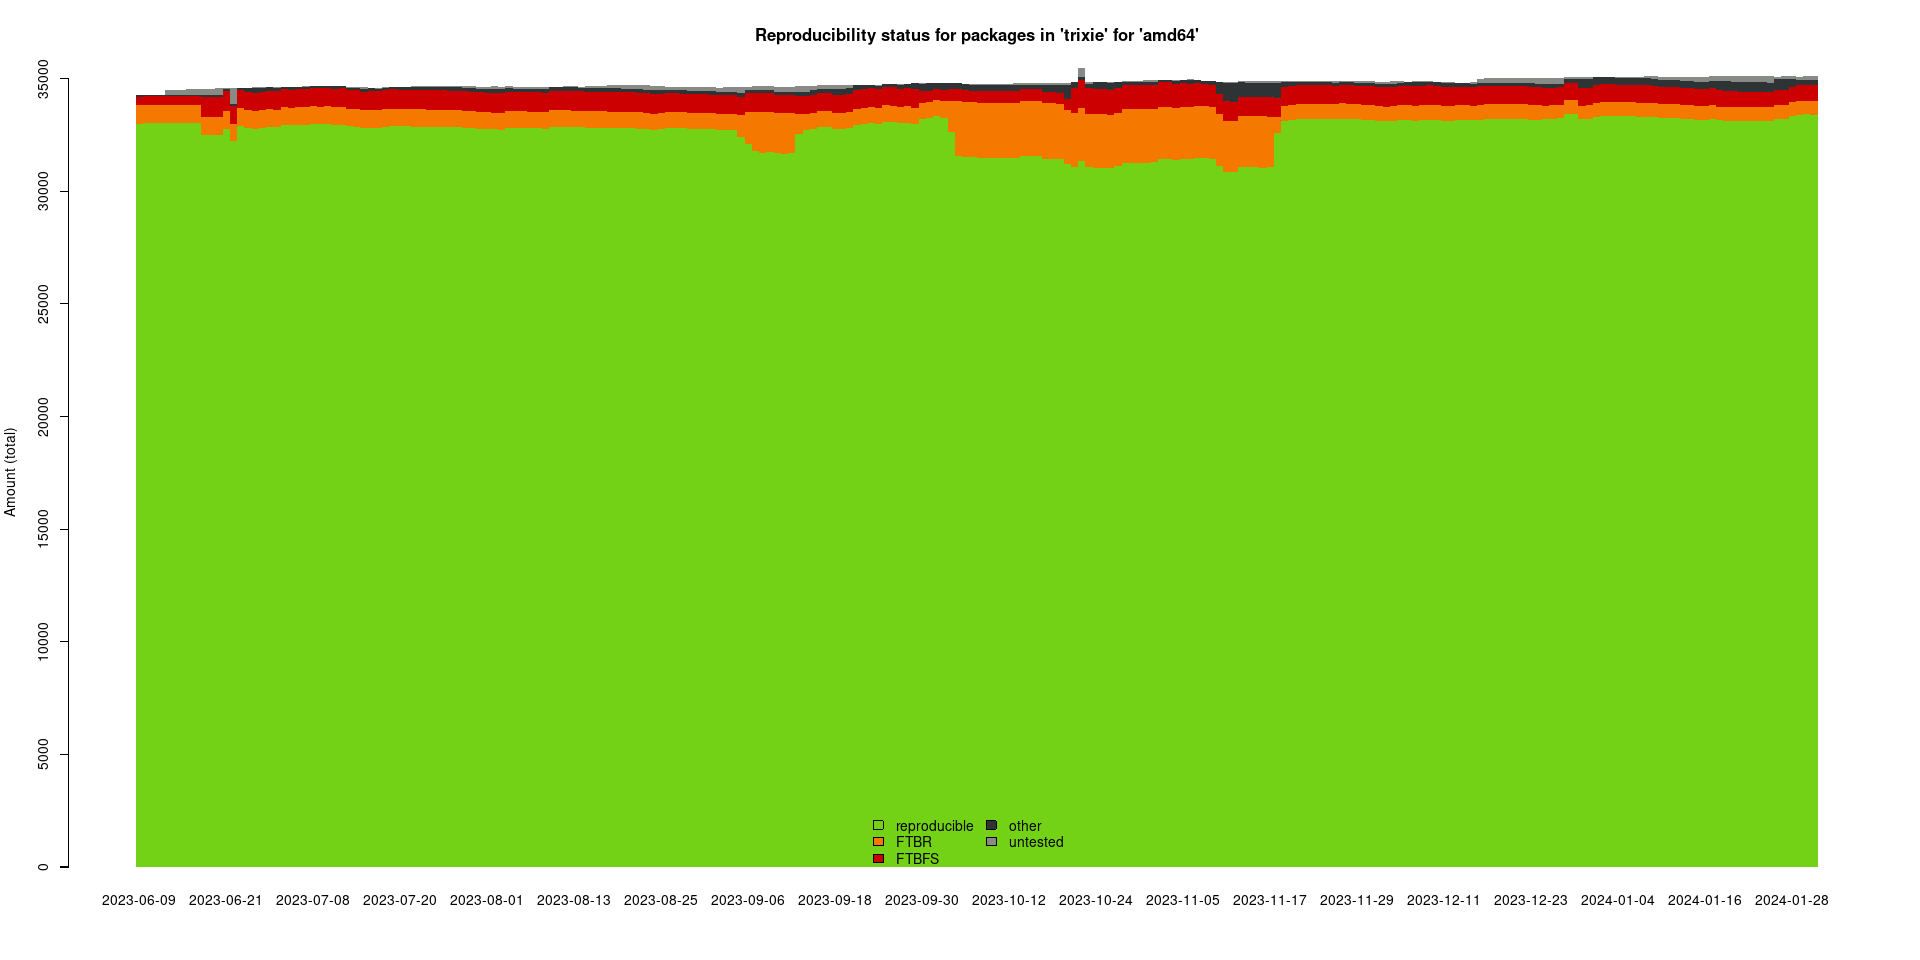 Reproducibility status for packages in 'trixie' for 'amd64'
Amount (total)
35000
30000
25000
20000
15000
10000
5000
0
reproducible other
FTBR untested
FTBFS
2023-06-09 2023-06-21 2023-07-08 2023-07-20 2023-08-01 2023-08-13 2023-08-25 2023-09-06 2023-09-18 2023-09-30 2023-10-12 2023-10-24 2023-11-05 2023-11-17 2023-11-29 2023-12-11 2023-12-23 2024-01-04 2024-01-16 2024-01-28